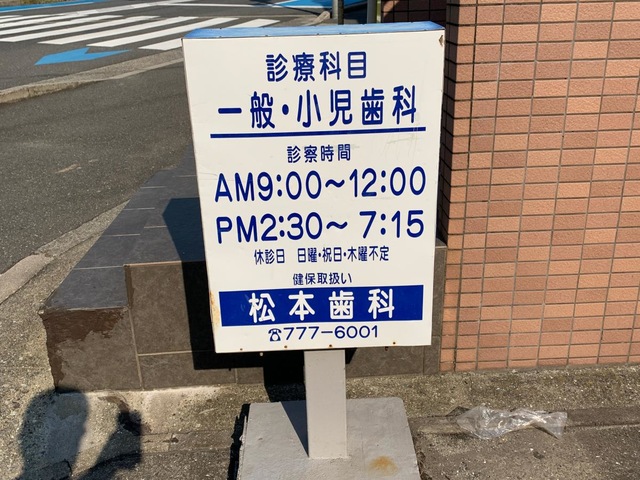 診療科目
一般・小児歯科
診察時間
AM9:00〜12:00
PM2:30〜 7:15
休診日 日曜・祝日・木曜不定
健保取扱い
松本歯科
☎777-6001